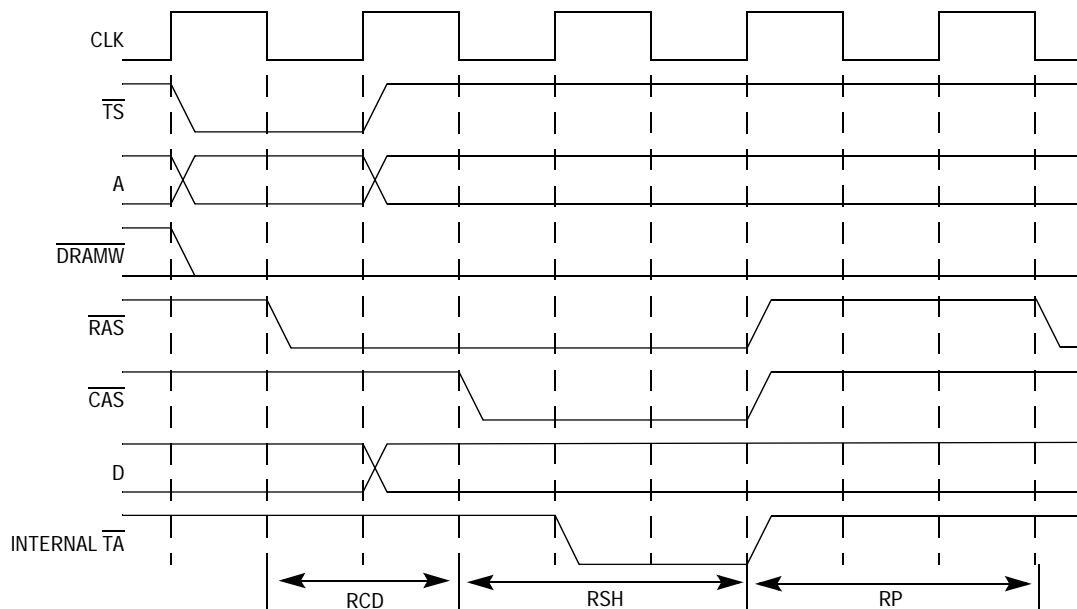 CLK
TS
A
DRAMW
RAS
CAS
D
INTERNAL TA
RCD
RSH
RP